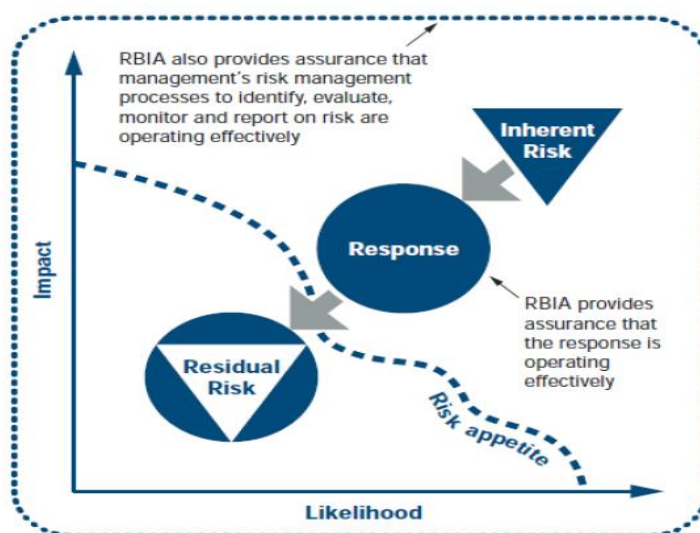 RBIA also provides assurance that
management's risk management
processes to identify, evaluate,
monitor and report on risk are
operating effectively
Inherent
Risk
Response
Impact
RBIA provides
assurance that
the response is
operating
effectively
Residual
Risk
Risk appetite
Likelihood